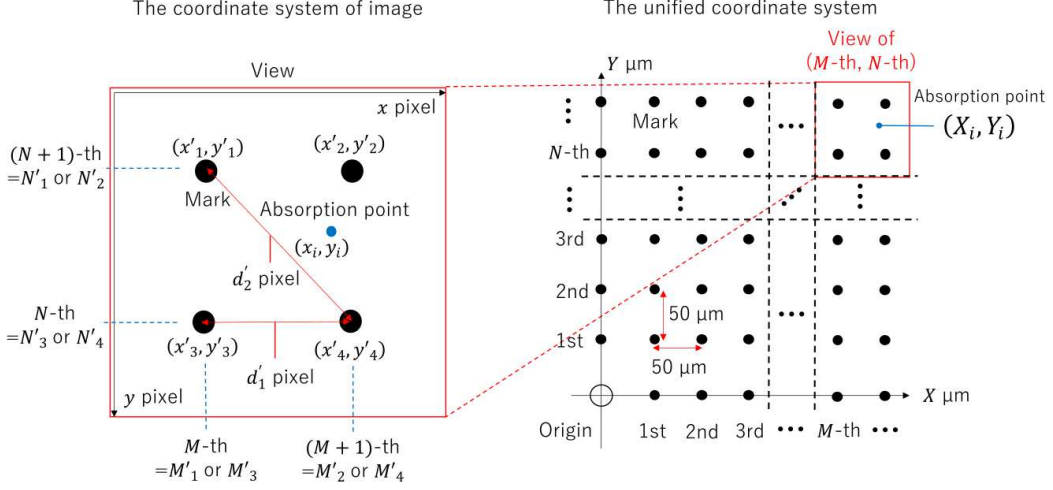 The coordinate system of image
View
x pixel
(x'₁, y'₁)
(x'₂, y'₂)
(N + 1)-th
=N'₁ or N'₂
Mark
Absorption point
(xᵢ, yᵢ)
d'₂ pixel
N-th
=N'₃ or N'₄
(x'₃, y'₃)
(x'₄, y'₄)
d'₁ pixel
y pixel
M-th
=M'₁ or M'₃
(M + 1)-th
=M'₂ or M'₄
The unified coordinate system
View of
(M-th, N-th)
Y μm
Absorption point
(Xᵢ, Yᵢ)
Mark
N-th
3rd
2nd
50 μm
1st
50 μm
X μm
Origin
1st 2nd 3rd ••• M-th •••